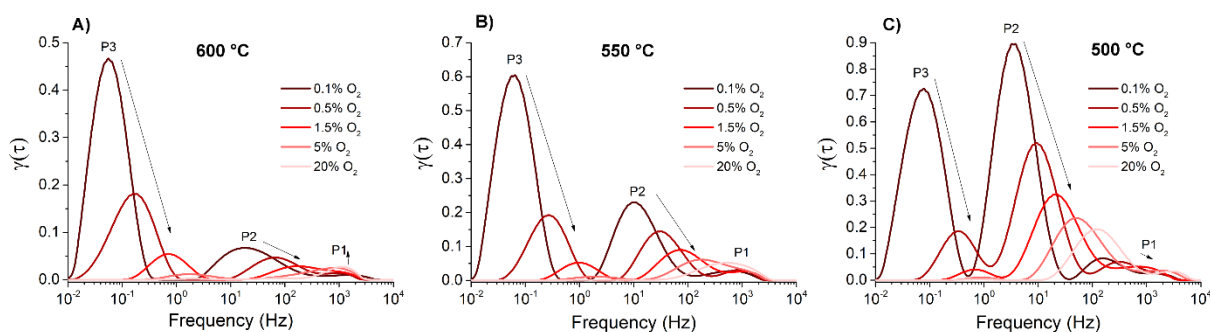 A)
600 °C
P3
P2
P1
0.1% O₂
0.5% O₂
1.5% O₂
5% O₂
20% O₂
γ(τ)
0.5
0.4
0.3
0.2
0.1
0.0
10⁻² 10⁻¹ 10⁰ 10¹ 10² 10³ 10⁴
Frequency (Hz)
B)
550 °C
P3
P2
P1
0.1% O₂
0.5% O₂
1.5% O₂
5% O₂
20% O₂
γ(τ)
0.7
0.6
0.5
0.4
0.3
0.2
0.1
0.0
10⁻² 10⁻¹ 10⁰ 10¹ 10² 10³ 10⁴
Frequency (Hz)
C)
500 °C
P2
P3
P1
0.1% O₂
0.5% O₂
1.5% O₂
5% O₂
20% O₂
γ(τ)
0.9
0.8
0.7
0.6
0.5
0.4
0.3
0.2
0.1
0.0
10⁻² 10⁻¹ 10⁰ 10¹ 10² 10³ 10⁴
Frequency (Hz)